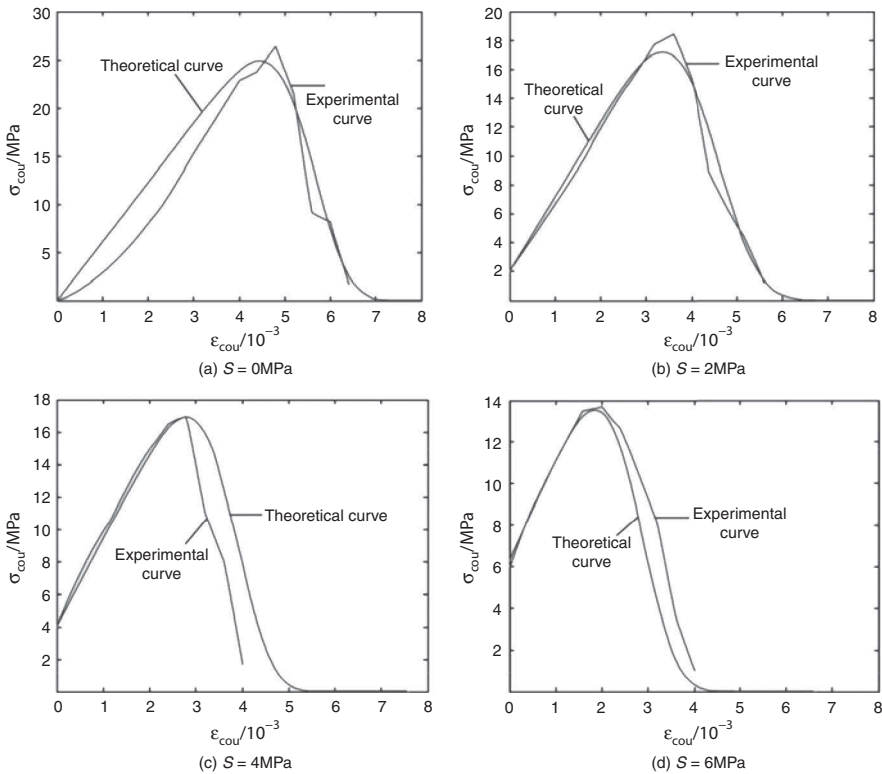 30
25
20
15
10
5
0 1 2 3 4 5 6 7 8
σcou/MPa
Theoretical curve
Experimental
curve
εcou/10−3
(a) S = 0MPa
20
18
16
14
12
10
8
6
4
2
0 1 2 3 4 5 6 7 8
σcou/MPa
Theoretical
curve
Experimental
curve
εcou/10−3
(b) S = 2MPa
18
16
14
12
10
8
6
4
2
0 1 2 3 4 5 6 7 8
σcou/MPa
Theoretical curve
Experimental
curve
εcou/10−3
(c) S = 4MPa
14
12
10
8
6
4
2
0 1 2 3 4 5 6 7 8
σcou/MPa
Experimental
curve
Theoretical
curve
εcou/10−3
(d) S = 6MPa